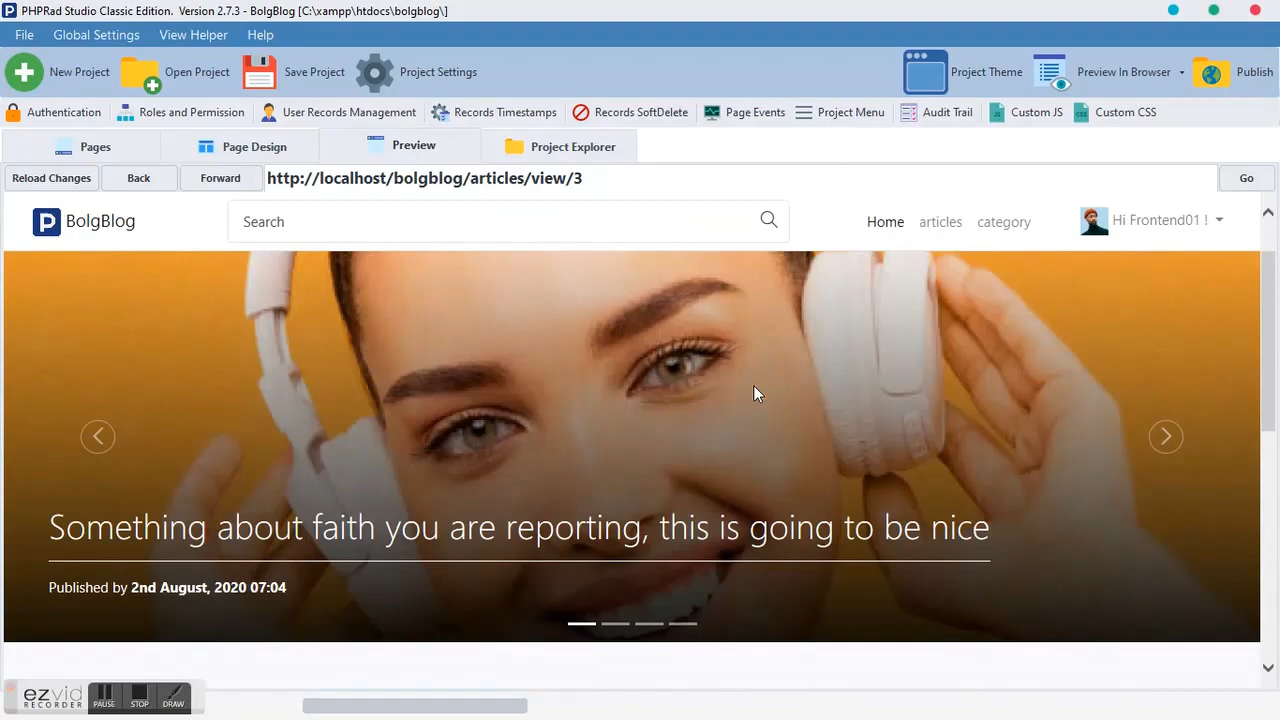 PHPRad Studio Classic Edition. Version 2.7.3 - BolgBlog [C:\xampp\htdocs\bolgblog\]
File Global Settings View Helper Help
New Project Open Project Save Project Project Settings Project Theme Preview In Browser Publish
Authentication Roles and Permission User Records Management Records Timestamps Records SoftDelete Page Events Project Menu Audit Trail Custom JS Custom CSS
Pages Page Design Preview Project Explorer
Reload Changes Back Forward http://localhost/bolgblog/articles/view/3 Go
P BolgBlog Search Home articles category Hi Frontend01 !
Something about faith you are reporting, this is going to be nice
Published by 2nd August, 2020 07:04
ezvid
RECORDER PAUSE STOP DRAW